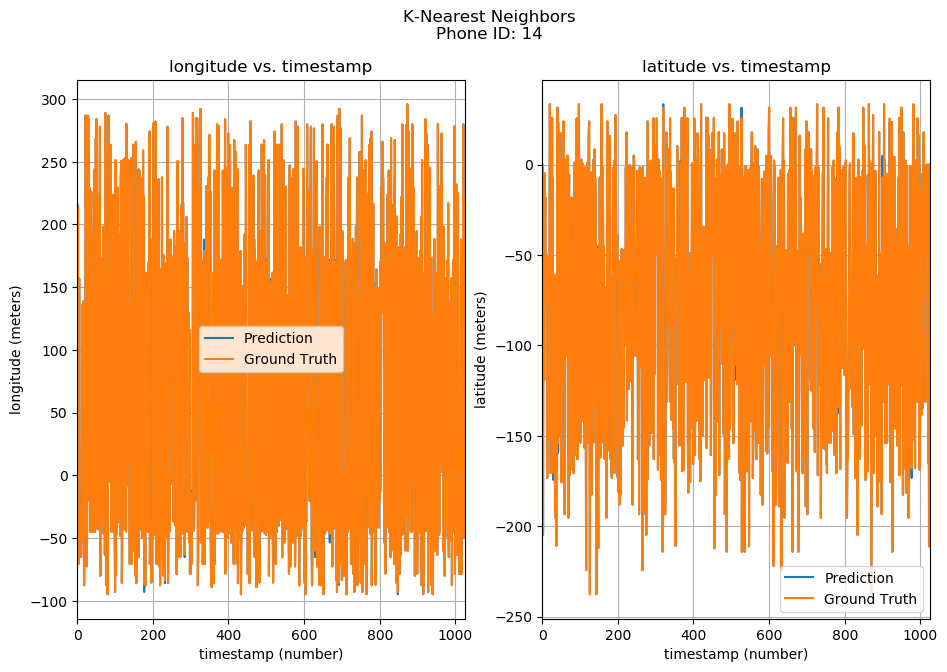 K-Nearest Neighbors
Phone ID: 14
longitude vs. timestamp
longitude (meters)
300
250
200
150
100
50
0
−50
−100
Prediction
Ground Truth
0 200 400 600 800 1000
timestamp (number)
latitude vs. timestamp
latitude (meters)
0
−50
−100
−150
−200
−250
Prediction
Ground Truth
0 200 400 600 800 1000
timestamp (number)